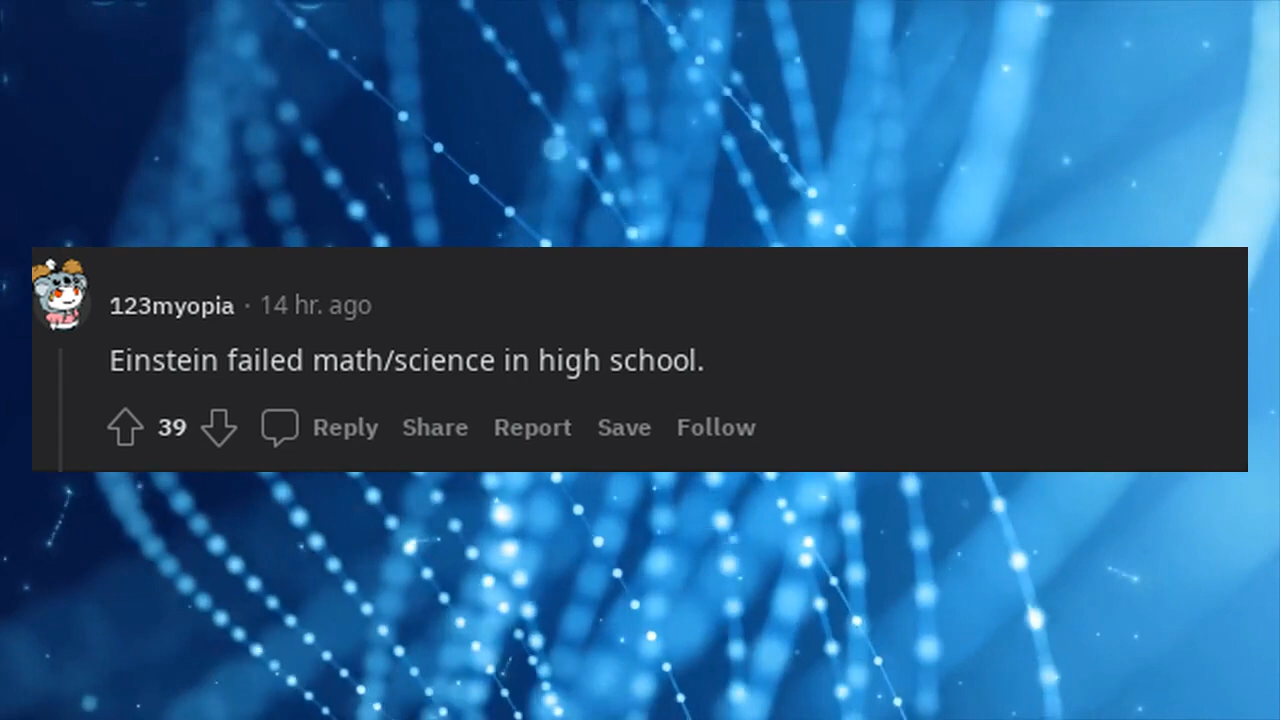 123myopia · 14 hr. ago
Einstein failed math/science in high school.
39 Reply Share Report Save Follow